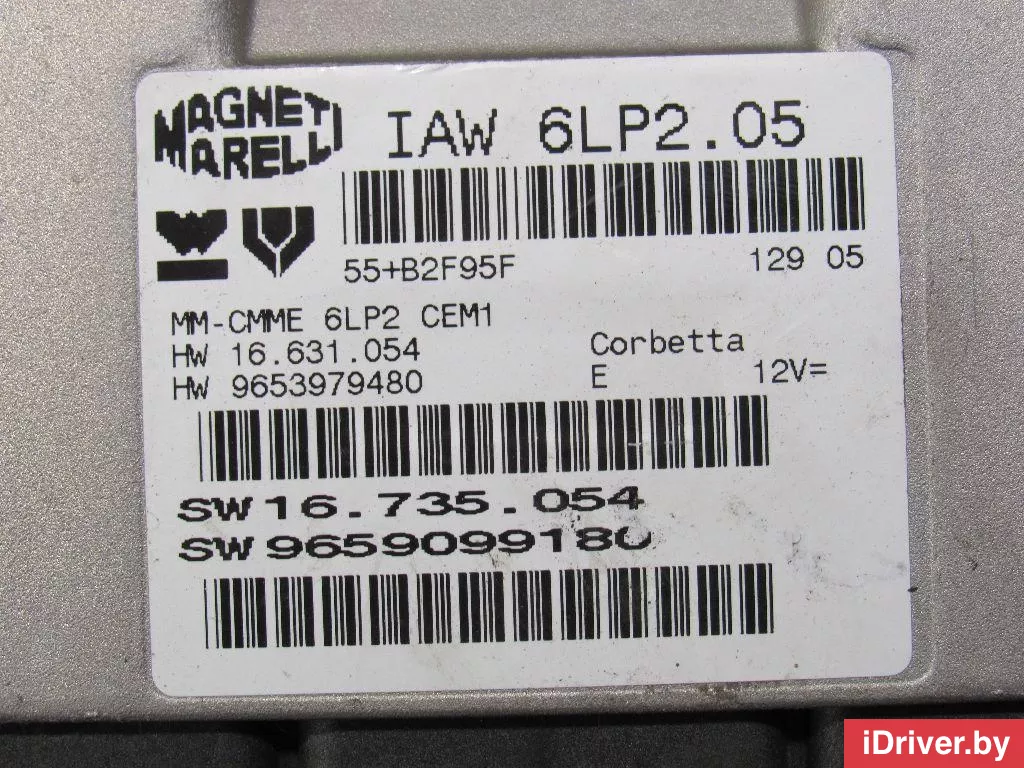 MAGNETI
MARELLI
IAW 6LP2.05
55+B2F95F 129 05
MM-CMME 6LP2 CEM1
HW 16.631.054
HW 9653979480
Corbetta
E 12V=
SW16.735.054
SW9659099180
iDriver.by